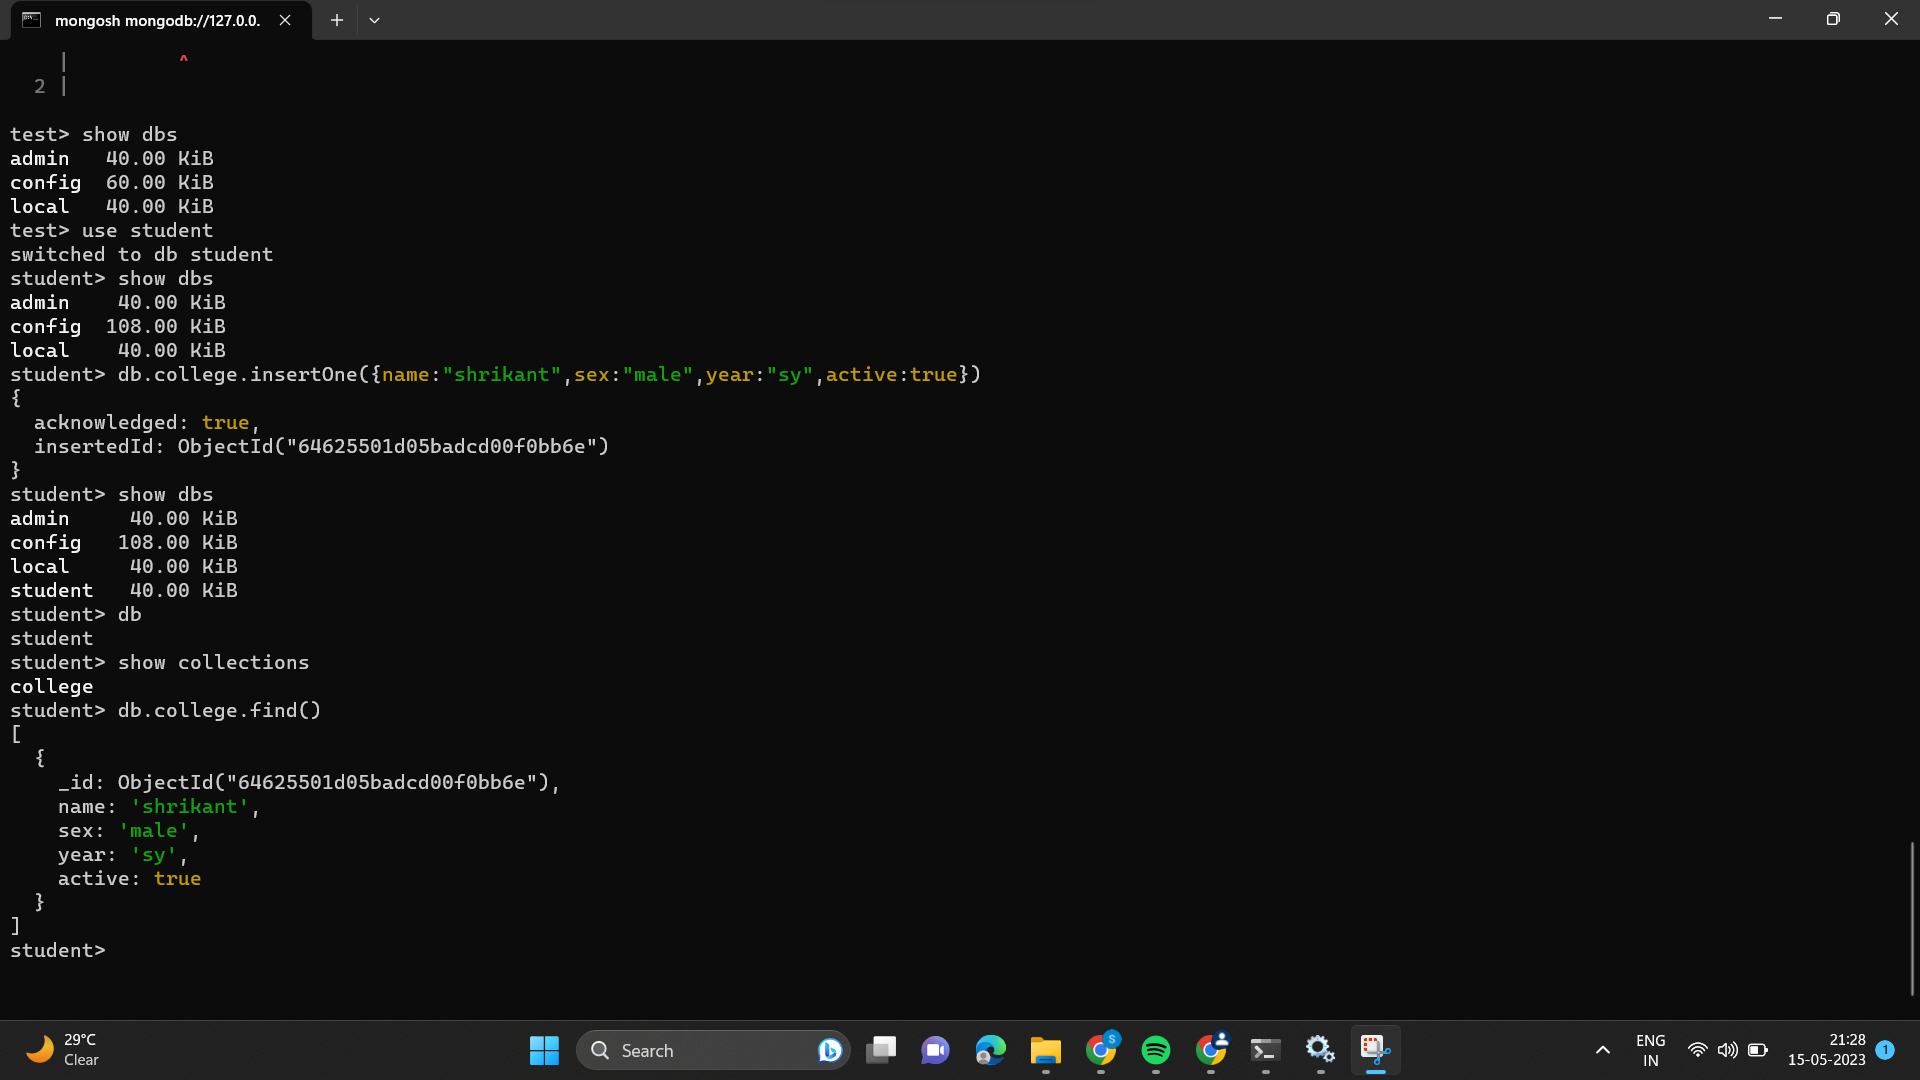 mongosh mongodb://127.0.0.
|         ^
2 |
test> show dbs
admin   40.00 KiB
config  60.00 KiB
local   40.00 KiB
test> use student
switched to db student
student> show dbs
admin    40.00 KiB
config  108.00 KiB
local    40.00 KiB
student> db.college.insertOne({name:"shrikant",sex:"male",year:"sy",active:true})
{
  acknowledged: true,
  insertedId: ObjectId("64625501d05badcd00f0bb6e")
}
student> show dbs
admin     40.00 KiB
config   108.00 KiB
local     40.00 KiB
student   40.00 KiB
student> db
student
student> show collections
college
student> db.college.find()
[
  {
    _id: ObjectId("64625501d05badcd00f0bb6e"),
    name: 'shrikant',
    sex: 'male',
    year: 'sy',
    active: true
  }
]
student>
29°C
Clear
Search
S
ENG
IN
21:28
15-05-2023
1